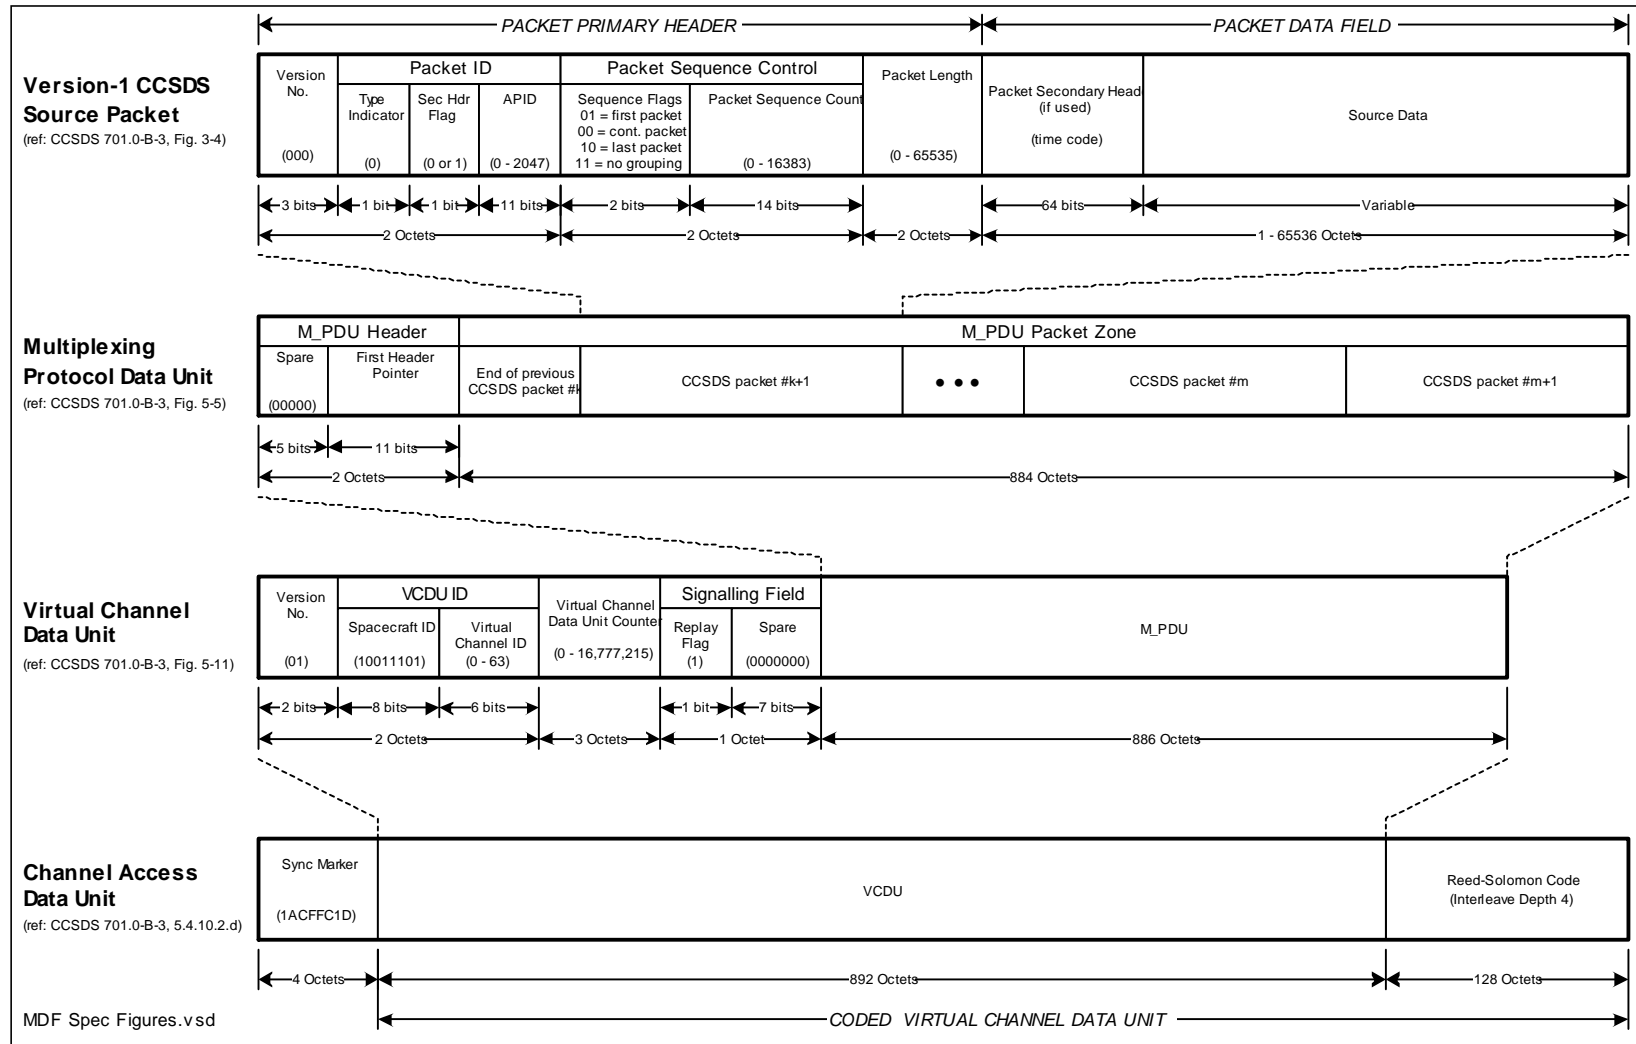 PACKET PRIMARY HEADER PACKET DATA FIELD
Version-1 CCSDS
Source Packet
(ref: CCSDS 701.0-B-3, Fig. 3-4)
Version
No.
(000)
Packet ID
Type
Indicator
(0)
Sec Hdr
Flag
(0 or 1)
APID
(0 - 2047)
Packet Sequence Control
Sequence Flags
01 = first packet
00 = cont. packet
10 = last packet
11 = no grouping
Packet Sequence Count
(0 - 16383)
Packet Length
(0 - 65535)
Packet Secondary Head
(if used)
(time code)
Source Data
3 bits 1 bit 1 bit 11 bits 2 bits 14 bits 64 bits Variable
2 Octets 2 Octets 2 Octets 1 - 65536 Octets
Multiplexing
Protocol Data Unit
(ref: CCSDS 701.0-B-3, Fig. 5-5)
M_PDU Header
M_PDU Packet Zone
Spare
(00000)
First Header
Pointer
End of previous
CCSDS packet #k
CCSDS packet #k+1
• • •
CCSDS packet #m
CCSDS packet #m+1
5 bits 11 bits
2 Octets 884 Octets
Virtual Channel
Data Unit
(ref: CCSDS 701.0-B-3, Fig. 5-11)
Version
No.
(01)
VCDU ID
Spacecraft ID
(10011101)
Virtual
Channel ID
(0 - 63)
Virtual Channel
Data Unit Counter
(0 - 16,777,215)
Signalling Field
Replay
Flag
(1)
Spare
(0000000)
M_PDU
2 bits 8 bits 6 bits 1 bit 7 bits
2 Octets 3 Octets 1 Octet 886 Octets
Channel Access
Data Unit
(ref: CCSDS 701.0-B-3, 5.4.10.2.d)
Sync Marker
(1ACFFC1D)
VCDU
Reed-Solomon Code
(Interleave Depth 4)
4 Octets 892 Octets 128 Octets
MDF Spec Figures.vsd
CODED VIRTUAL CHANNEL DATA UNIT